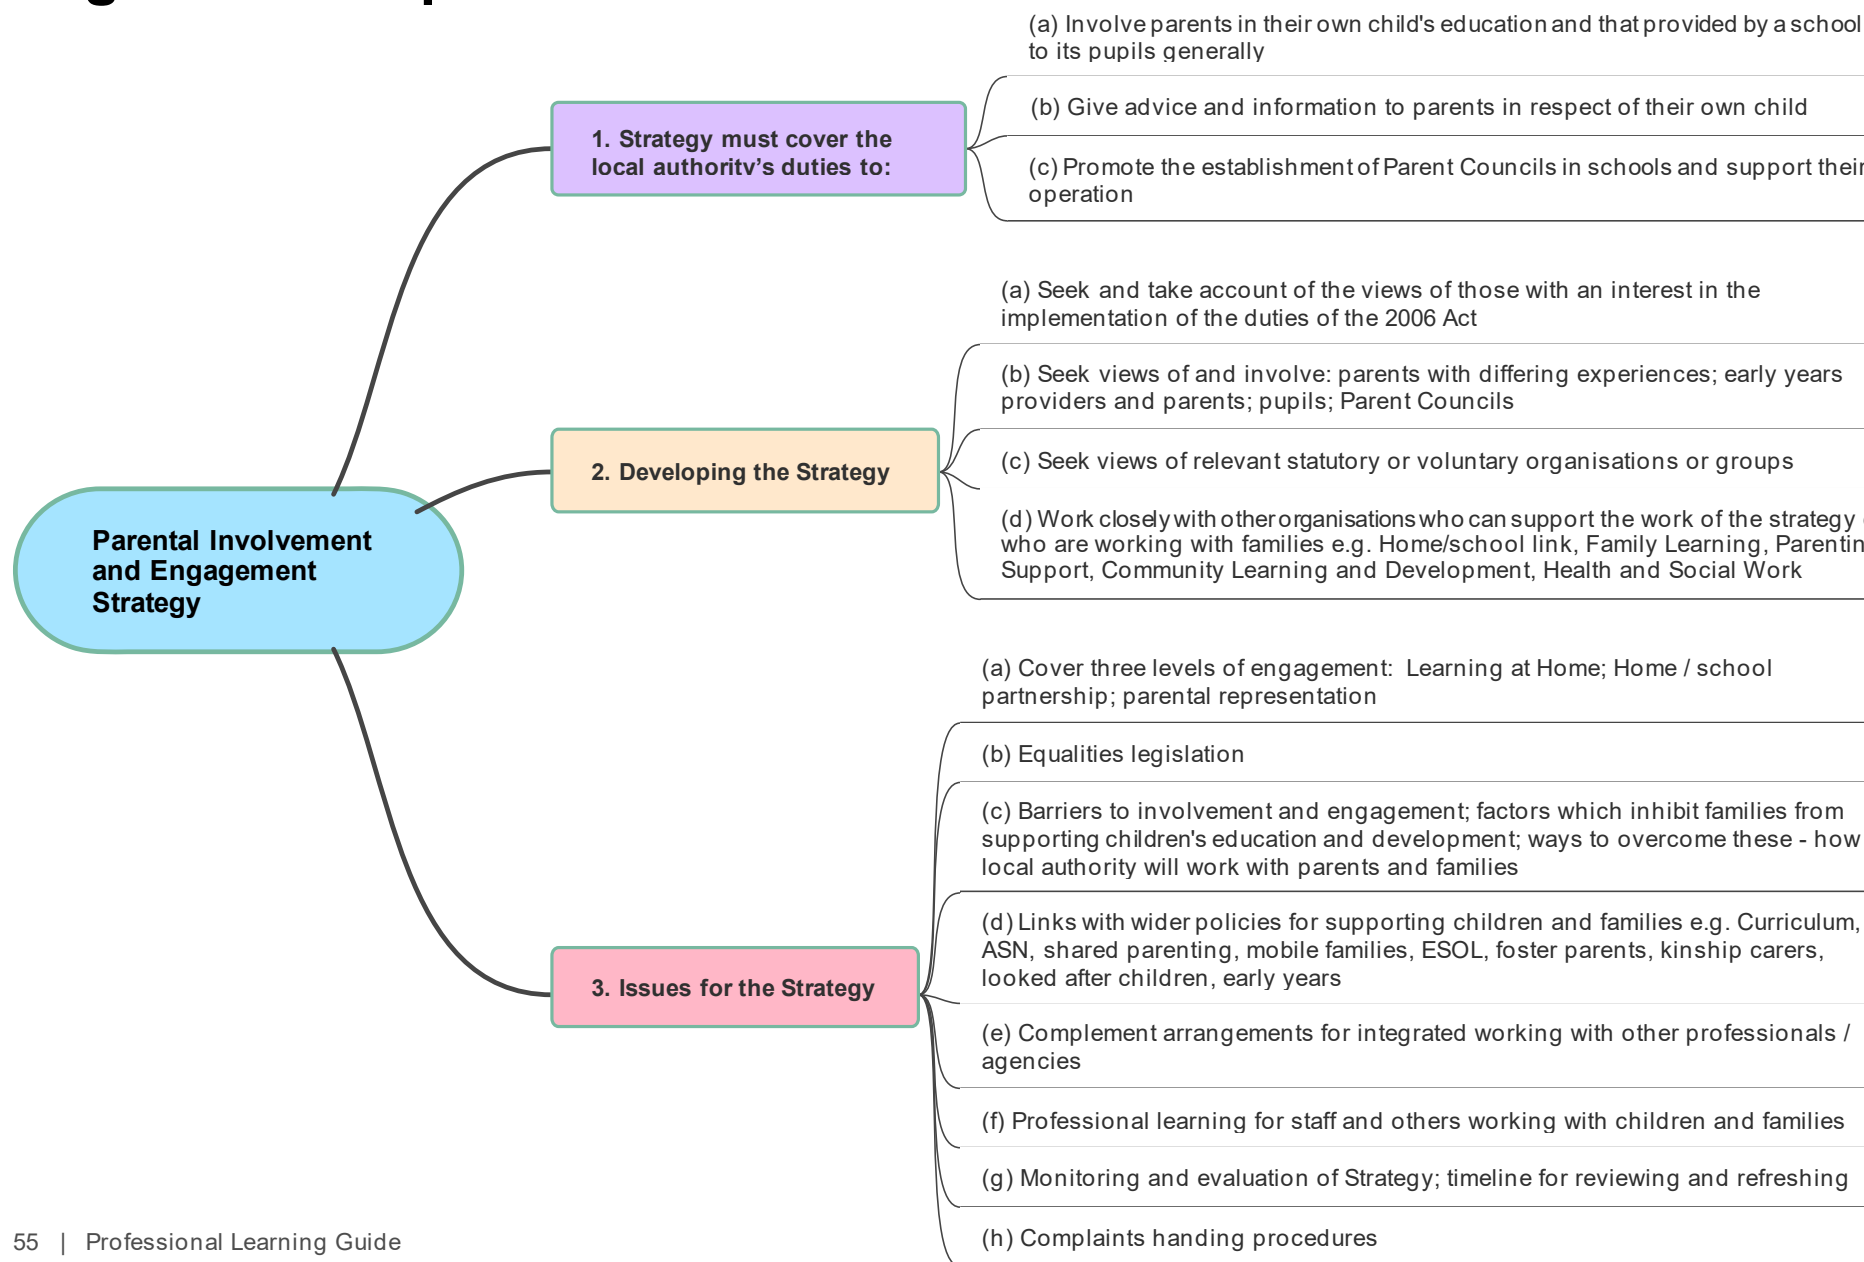 (a) Involve parents in their own child's education and that provided by a school
to its pupils generally
(b) Give advice and information to parents in respect of their own child
1. Strategy must cover the
local authority's duties to:
(c) Promote the establishment of Parent Councils in schools and support their
operation
(a) Seek and take account of the views of those with an interest in the
implementation of the duties of the 2006 Act
(b) Seek views of and involve: parents with differing experiences; early years
providers and parents; pupils; Parent Councils
2. Developing the Strategy
(c) Seek views of relevant statutory or voluntary organisations or groups
(d) Work closely with other organisations who can support the work of the strategy
who are working with families e.g. Home/school link, Family Learning, Parentin
Support, Community Learning and Development, Health and Social Work
Parental Involvement
and Engagement
Strategy
(a) Cover three levels of engagement: Learning at Home; Home / school
partnership; parental representation
(b) Equalities legislation
(c) Barriers to involvement and engagement; factors which inhibit families from
supporting children's education and development; ways to overcome these - how
local authority will work with parents and families
(d) Links with wider policies for supporting children and families e.g. Curriculum,
ASN, shared parenting, mobile families, ESOL, foster parents, kinship carers,
looked after children, early years
3. Issues for the Strategy
(e) Complement arrangements for integrated working with other professionals /
agencies
(f) Professional learning for staff and others working with children and families
(g) Monitoring and evaluation of Strategy; timeline for reviewing and refreshing
(h) Complaints handing procedures
55 | Professional Learning Guide